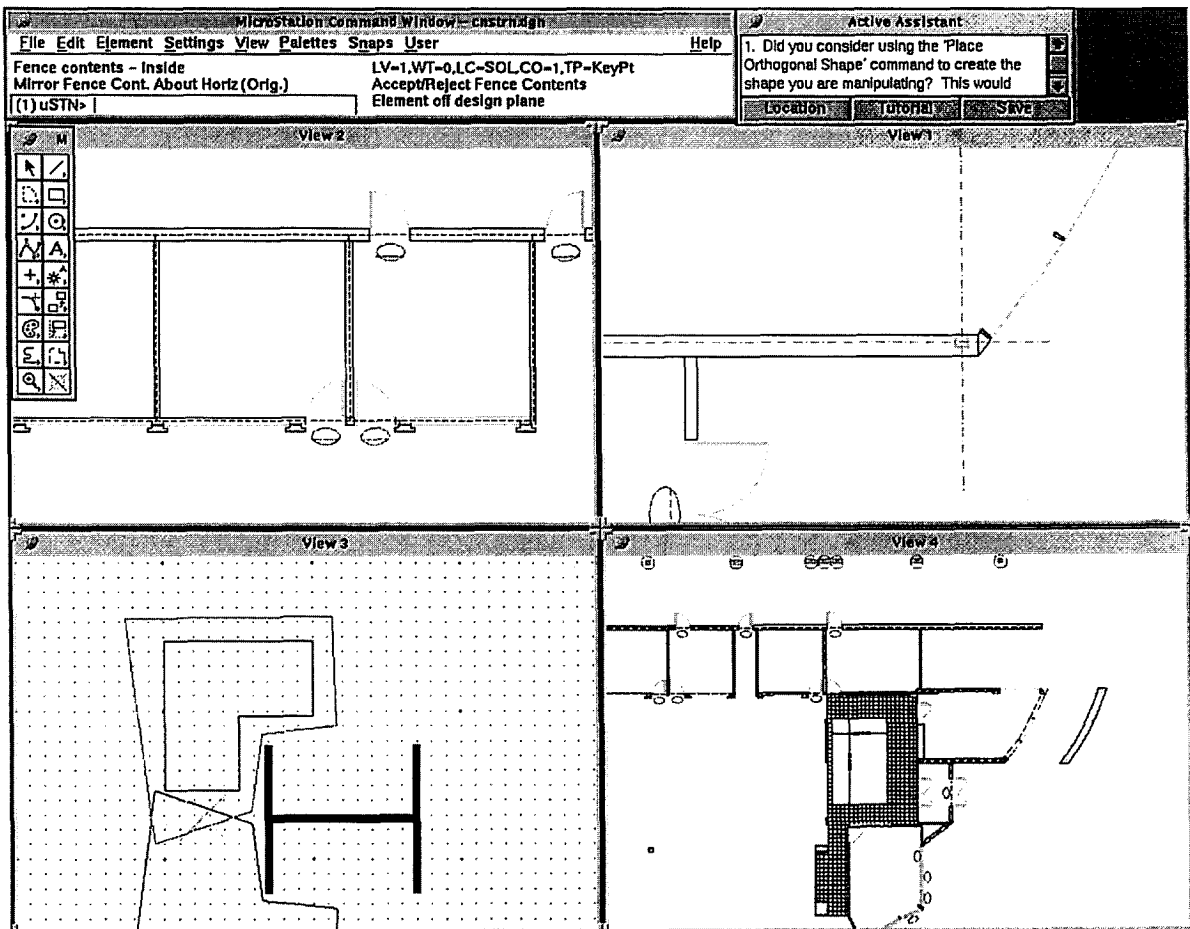 MicroStation Command Window - cnstrn.dgn
File Edit Element Settings View Palettes Snaps User Help
Fence contents - Inside
LV=1,WT=0,LC=SOL,CO=1,TP=KeyPt
Mirror Fence Cont. About Horiz (Orig.)
Accept/Reject Fence Contents
(1) uSTN>
Element off design plane
Active Assistant
1. Did you consider using the 'Place
Orthogonal Shape' command to create the
shape you are manipulating? This would
Location Tutorial Save
View 2
M
A
View 1
View 3
View 4